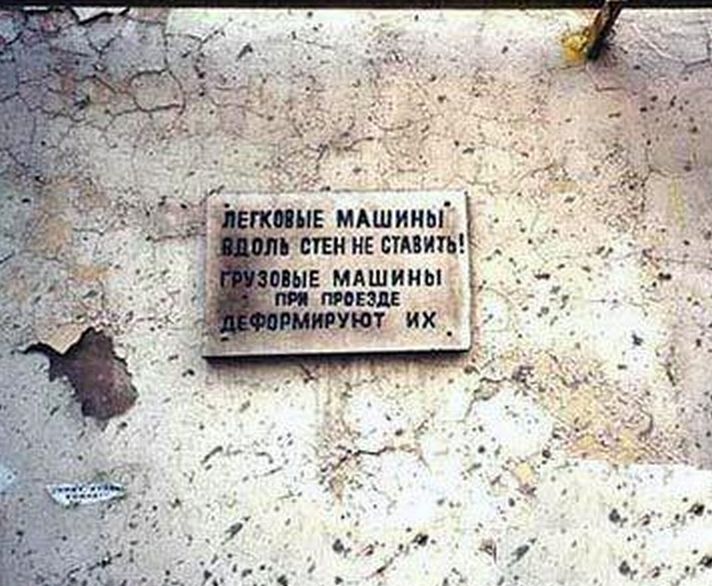 ЛЕГКОВЫЕ МАШИНЫ
ВДОЛЬ СТЕН НЕ СТАВИТЬ!
ГРУЗОВЫЕ МАШИНЫ
ПРИ ПРОЕЗДЕ
ДЕФОРМИРУЮТ ИХ